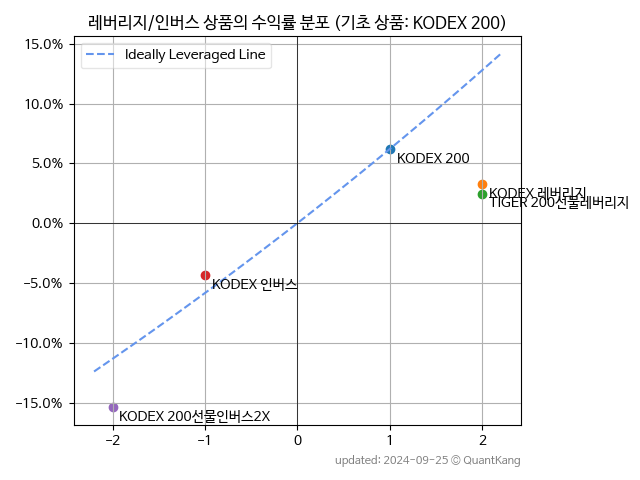 레버리지/인버스 상품의 수익률 분포 (기초 상품: KODEX 200)
15.0%
Ideally Leveraged Line
10.0%
KODEX 200
5.0%
KODEX 레버리지
TIGER 200선물레버리지
0.0%
KODEX 인버스
−5.0%
−10.0%
−15.0%
KODEX 200선물인버스2X
−2 −1 0 1 2
updated: 2024-09-25 © QuantKang